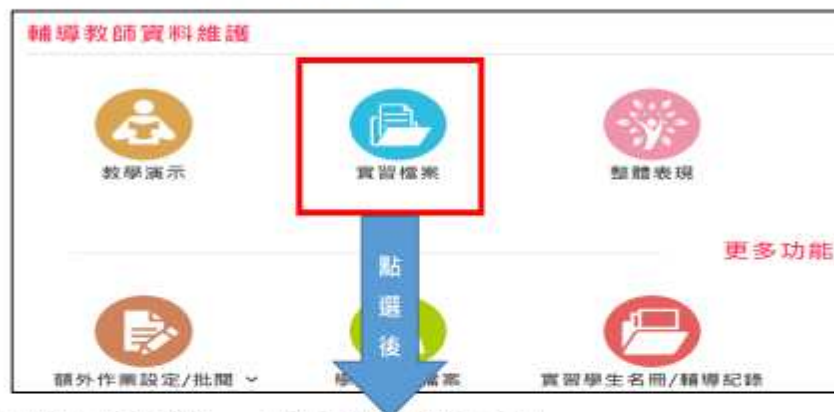 輔導教師資料維護
教學演示
實習檔案
整體表現
更多功能
點選後
額外作業設定/批閱
檔案
實習學生名冊/輔導紀錄